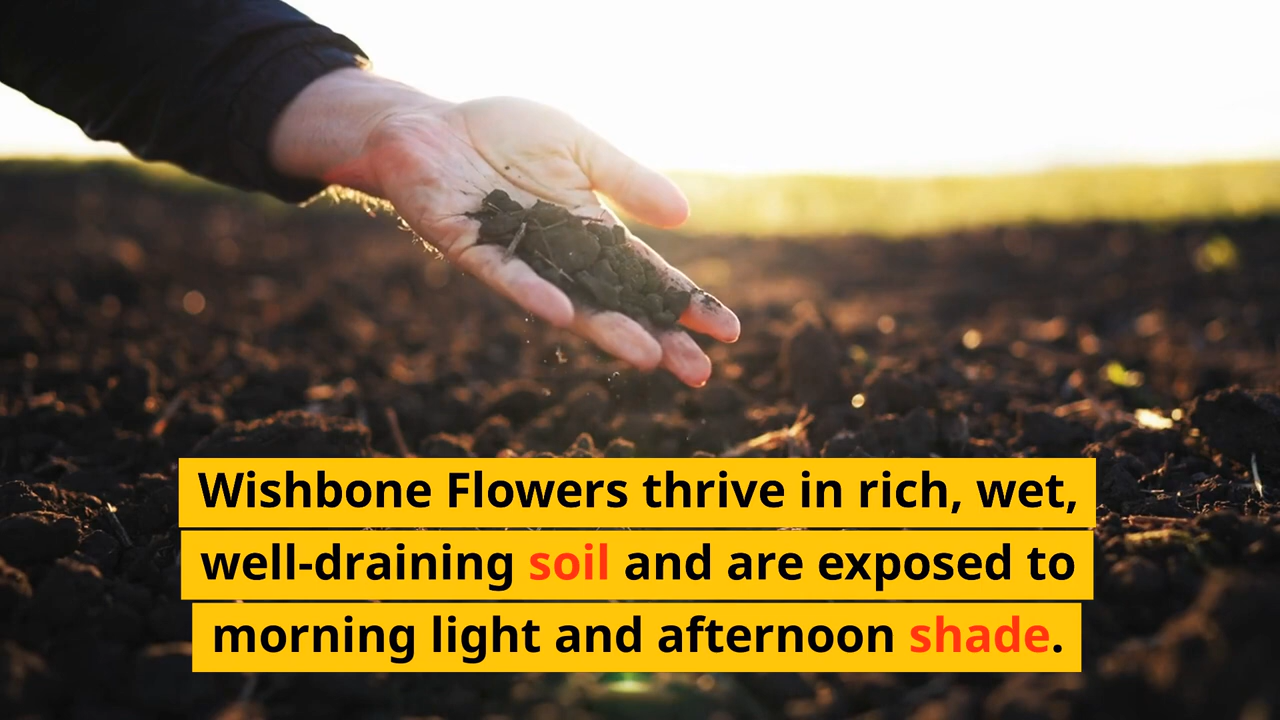 Wishbone Flowers thrive in rich, wet,
well-draining soil and are exposed to
morning light and afternoon shade.